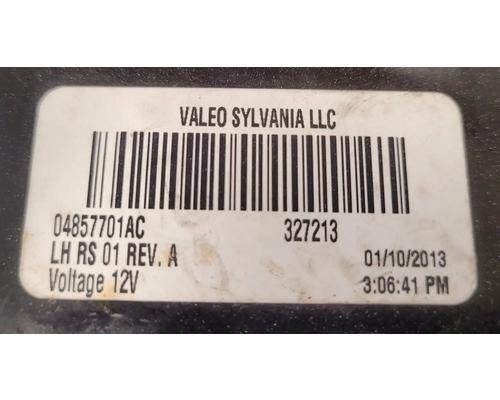 VALEO SYLVANIA LLC
04857701AC 327213
LH RS 01 REV. A 01/10/2013
Voltage 12V 3:06:41 PM